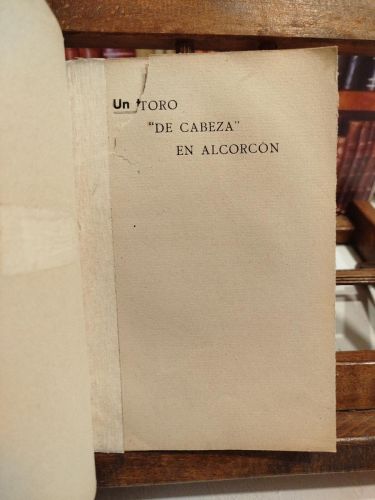 Un TORO
"DE CABEZA"
EN ALCORCÓN